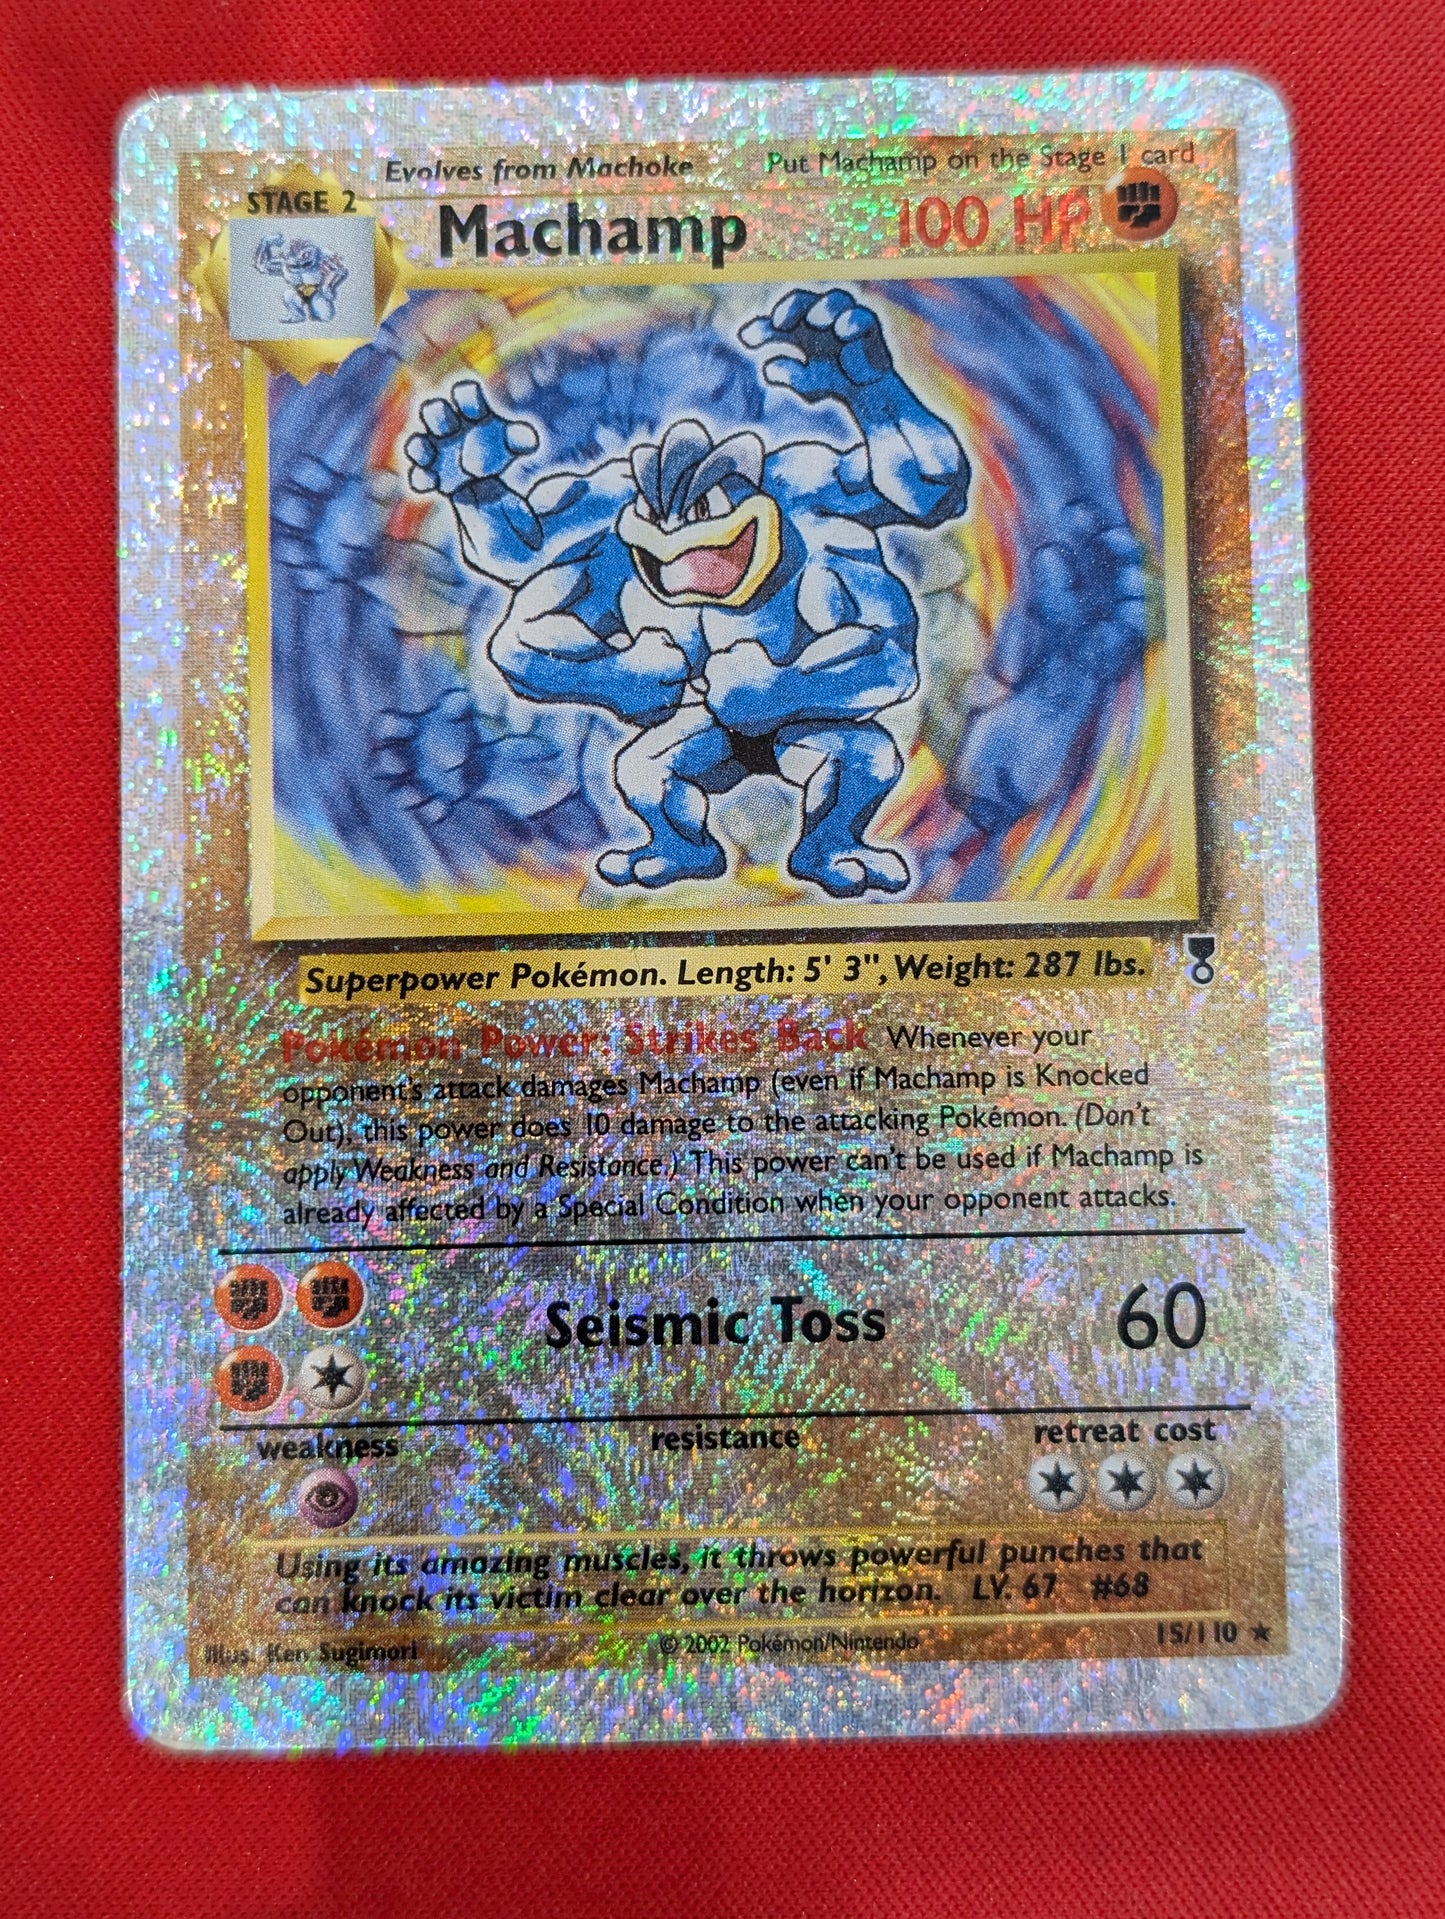 Evolves from Machoke Put Machamp on the Stage 1 card
STAGE 2
Machamp 100 HP
Superpower Pokémon. Length: 5' 3", Weight: 287 lbs.
Pokémon Power: Strikes Back Whenever your
opponent's attack damages Machamp (even if Machamp is Knocked
Out), this power does 10 damage to the attacking Pokémon. (Don't
apply Weakness and Resistance.) This power can't be used if Machamp is
already affected by a Special Condition when your opponent attacks.
Seismic Toss 60
weakness resistance retreat cost
Using its amazing muscles, it throws powerful punches that
can knock its victim clear over the horizon. LV. 67 #68
Illus. Ken Sugimori © 2002 Pokémon/Nintendo 15/110 ★